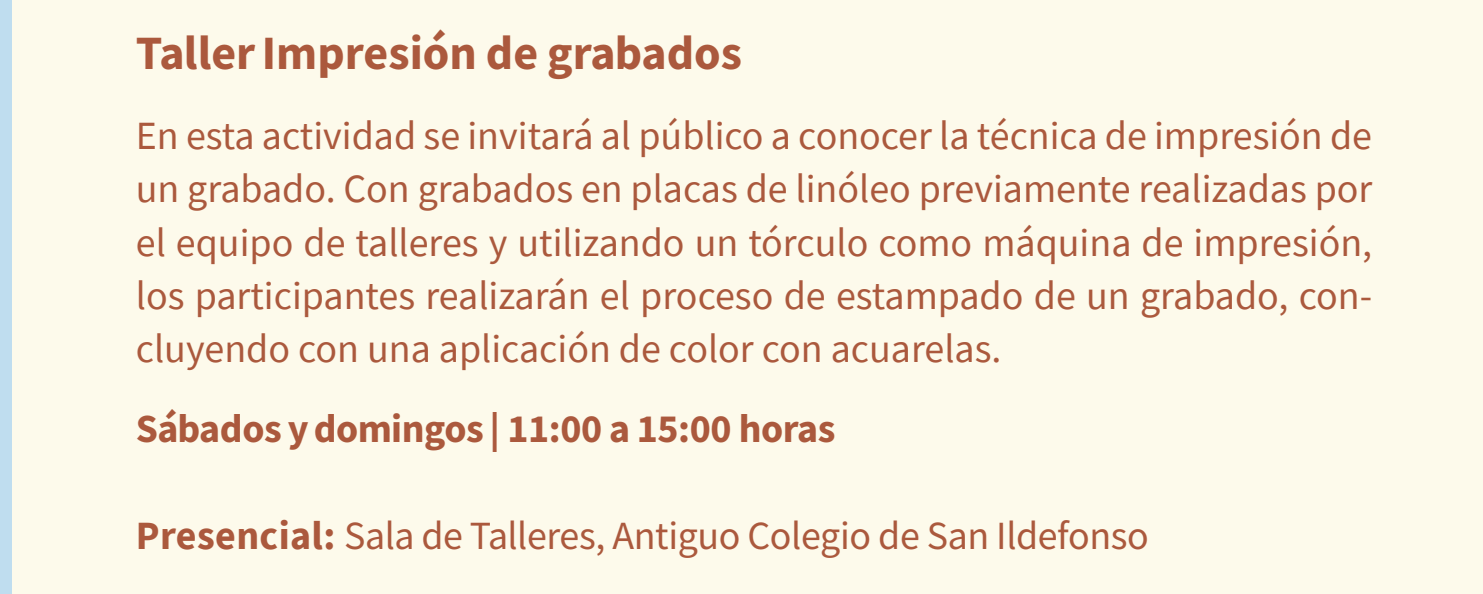 Taller Impresión de grabados
En esta actividad se invitará al público a conocer la técnica de impresión de
un grabado. Con grabados en placas de linóleo previamente realizadas por
el equipo de talleres y utilizando un tórculo como máquina de impresión,
los participantes realizarán el proceso de estampado de un grabado, con-
cluyendo con una aplicación de color con acuarelas.
Sábados y domingos | 11:00 a 15:00 horas
Presencial: Sala de Talleres, Antiguo Colegio de San Ildefonso